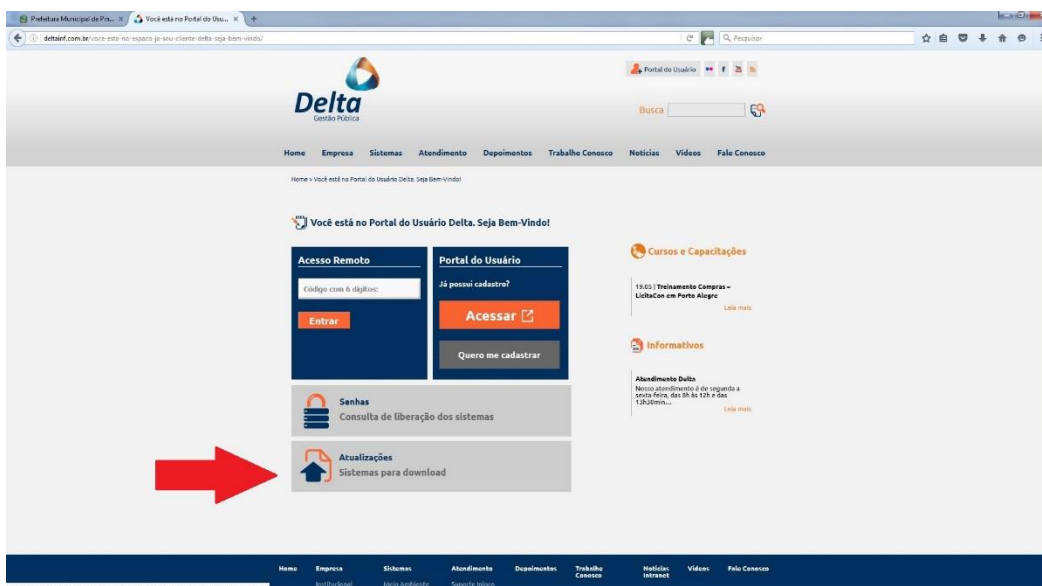 Prefeitura Municipal de Pin...
Você está no Portal do Usu...
deltainf.com.br/voce-esta-no-espaco-ja-sou-cliente-delta-seja-bem-vindo/
Pesquisar
Portal do Usuário
Delta
Gestão Pública
Busca
Home Empresa Sistemas Atendimento Depoimentos Trabalhe Conosco Notícias Vídeos Fale Conosco
Home > Você está no Portal do Usuário Delta. Seja Bem-Vindo!
Você está no Portal do Usuário Delta. Seja Bem-Vindo!
Acesso Remoto
Código com 6 dígitos:
Entrar
Portal do Usuário
Já possui cadastro?
Acessar
Quero me cadastrar
Senhas
Consulta de liberação dos sistemas
Atualizações
Sistemas para download
Cursos e Capacitações
19.05 | Treinamento Compras –
LicitaCon em Porto Alegre
Leia mais
Informativos
Atendimento Delta
Nosso atendimento é de segunda a
sexta-feira, das 8h às 12h e das
13h30min...
Leia mais
Home Empresa Sistemas Atendimento Depoimentos Trabalhe Conosco Notícias Intranet Vídeos Fale Conosco
Institucional Meio Ambiente Suporte